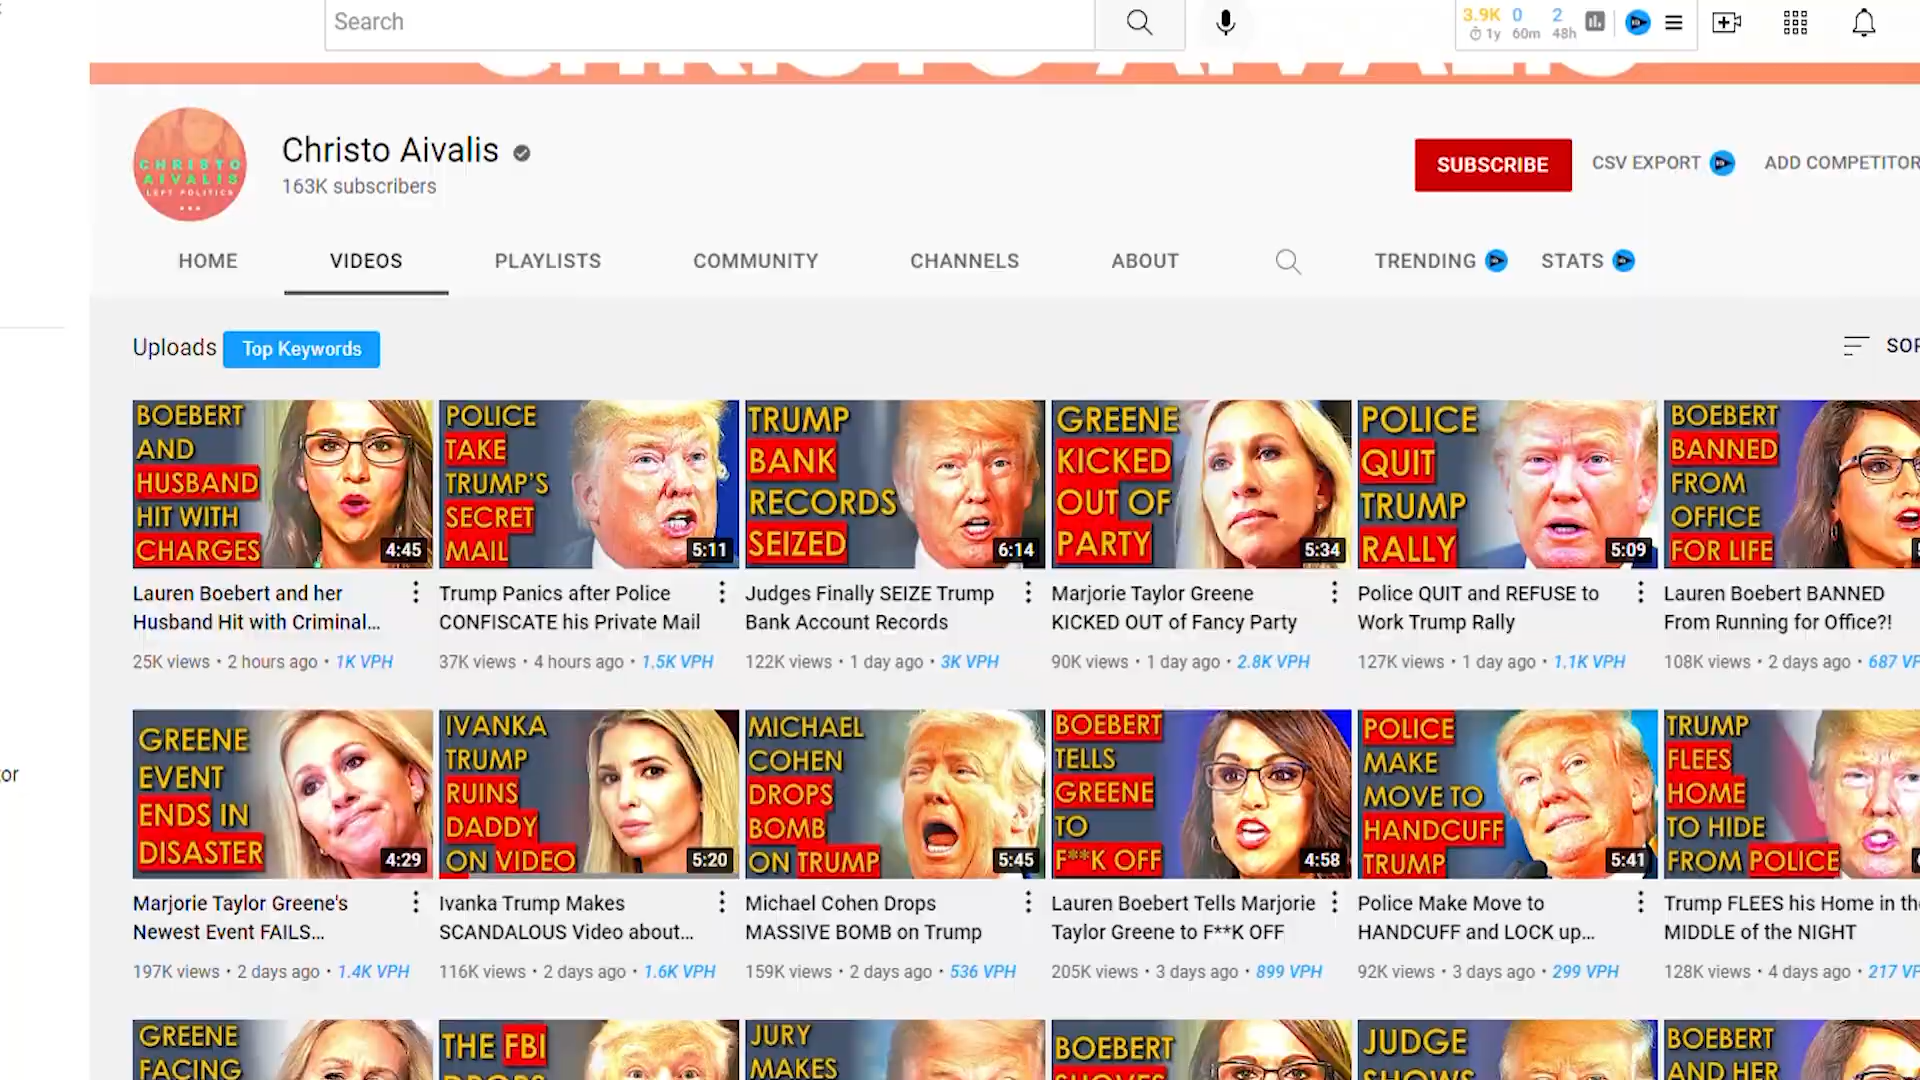 Search
3.9K 0 2
1y 60m 48h
CHRISTO AIVALIS
CHRISTO
AIVALIS
LEFT POLITICS
Christo Aivalis
163K subscribers
SUBSCRIBE
CSV EXPORT
ADD COMPETITOR
HOME
VIDEOS
PLAYLISTS
COMMUNITY
CHANNELS
ABOUT
TRENDING
STATS
Uploads
Top Keywords
BOEBERT
AND
HUSBAND
HIT WITH
CHARGES
4:45
POLICE
TAKE
TRUMP'S
SECRET
MAIL
5:11
TRUMP
BANK
RECORDS
SEIZED
6:14
GREENE
KICKED
OUT OF
PARTY
5:34
POLICE
QUIT
TRUMP
RALLY
5:09
BOEBERT
BANNED
FROM
OFFICE
FOR LIFE
Lauren Boebert and her
Husband Hit with Criminal...
25K views • 2 hours ago • 1K VPH
Trump Panics after Police
CONFISCATE his Private Mail
37K views • 4 hours ago • 1.5K VPH
Judges Finally SEIZE Trump
Bank Account Records
122K views • 1 day ago • 3K VPH
Marjorie Taylor Greene
KICKED OUT of Fancy Party
90K views • 1 day ago • 2.8K VPH
Police QUIT and REFUSE to
Work Trump Rally
127K views • 1 day ago • 1.1K VPH
Lauren Boebert BANNED
From Running for Office?!
108K views • 2 days ago • 687 VP
GREENE
EVENT
ENDS IN
DISASTER
4:29
IVANKA
TRUMP
RUINS
DADDY
ON VIDEO
5:20
MICHAEL
COHEN
DROPS
BOMB
ON TRUMP
5:45
BOEBERT
TELLS
GREENE
TO
F**K OFF
4:58
POLICE
MAKE
MOVE TO
HANDCUFF
TRUMP
5:41
TRUMP
FLEES
HOME
TO HIDE
FROM POLICE
Marjorie Taylor Greene's
Newest Event FAILS...
197K views • 2 days ago • 1.4K VPH
Ivanka Trump Makes
SCANDALOUS Video about...
116K views • 2 days ago • 1.6K VPH
Michael Cohen Drops
MASSIVE BOMB on Trump
159K views • 2 days ago • 536 VPH
Lauren Boebert Tells Marjorie
Taylor Greene to F**K OFF
205K views • 3 days ago • 899 VPH
Police Make Move to
HANDCUFF and LOCK up...
92K views • 3 days ago • 299 VPH
Trump FLEES his Home in the
MIDDLE of the NIGHT
128K views • 4 days ago • 217 VP
GREENE
FACING
THE FBI
DROPS
JURY
MAKES
BOEBERT
SHOVES
JUDGE
SHOWS
BOEBERT
AND HER